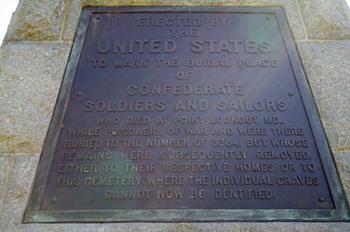 ERECTED BY
THE
UNITED STATES
TO MARK THE BURIAL PLACE
OF
CONFEDERATE
SOLDIERS AND SAILORS
WHO DIED AT POINT LOOKOUT, MD.
WHILE PRISONERS OF WAR AND WERE THERE
BURIED TO THE NUMBER OF 3384, BUT WHOSE
REMAINS WERE SUBSEQUENTLY REMOVED,
EITHER TO THEIR RESPECTIVE HOMES OR TO
THIS CEMETERY WHERE THE INDIVIDUAL GRAVES
CANNOT NOW BE IDENTIFIED.